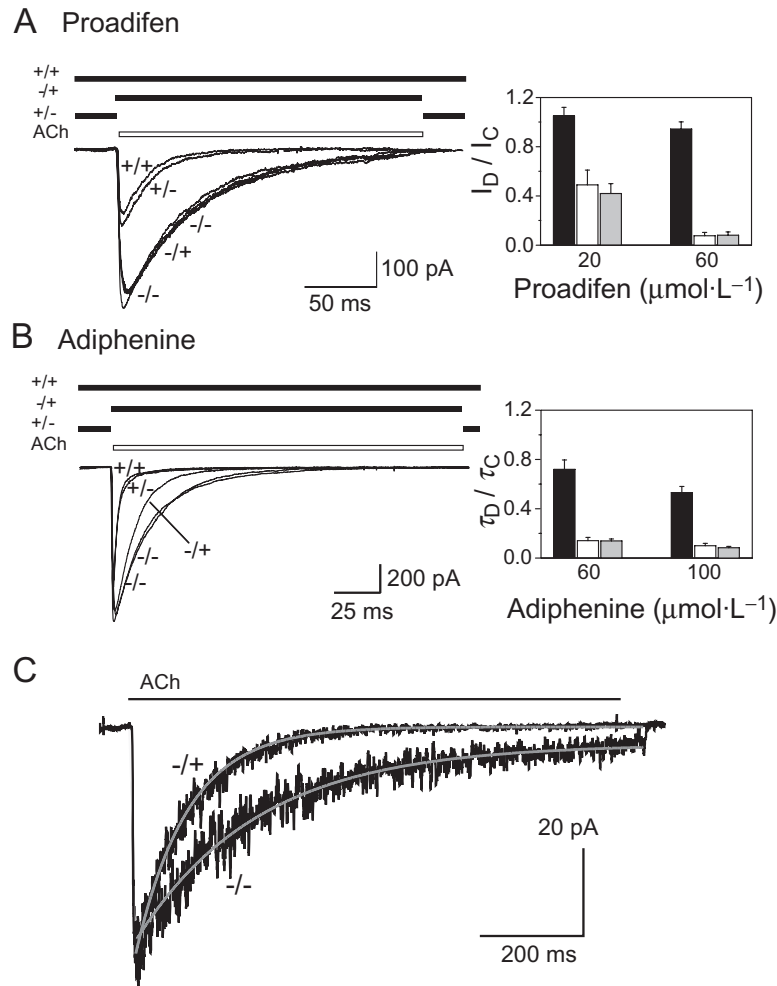 A Proadifen
+/+
-/+
+/-
ACh
+/+
+/-
-/-
-/+
-/-
100 pA
50 ms
I_D / I_C
1.2
0.4
0.0
20
60
Proadifen (μmol·L⁻¹)
B Adiphenine
+/+
-/+
+/-
ACh
+/+
+/-
-/+
-/-
-/-
200 pA
25 ms
τ_D / τ_C
1.2
0.8
0.4
0.0
60
100
Adiphenine (μmol·L⁻¹)
C
ACh
-/+
-/-
20 pA
200 ms